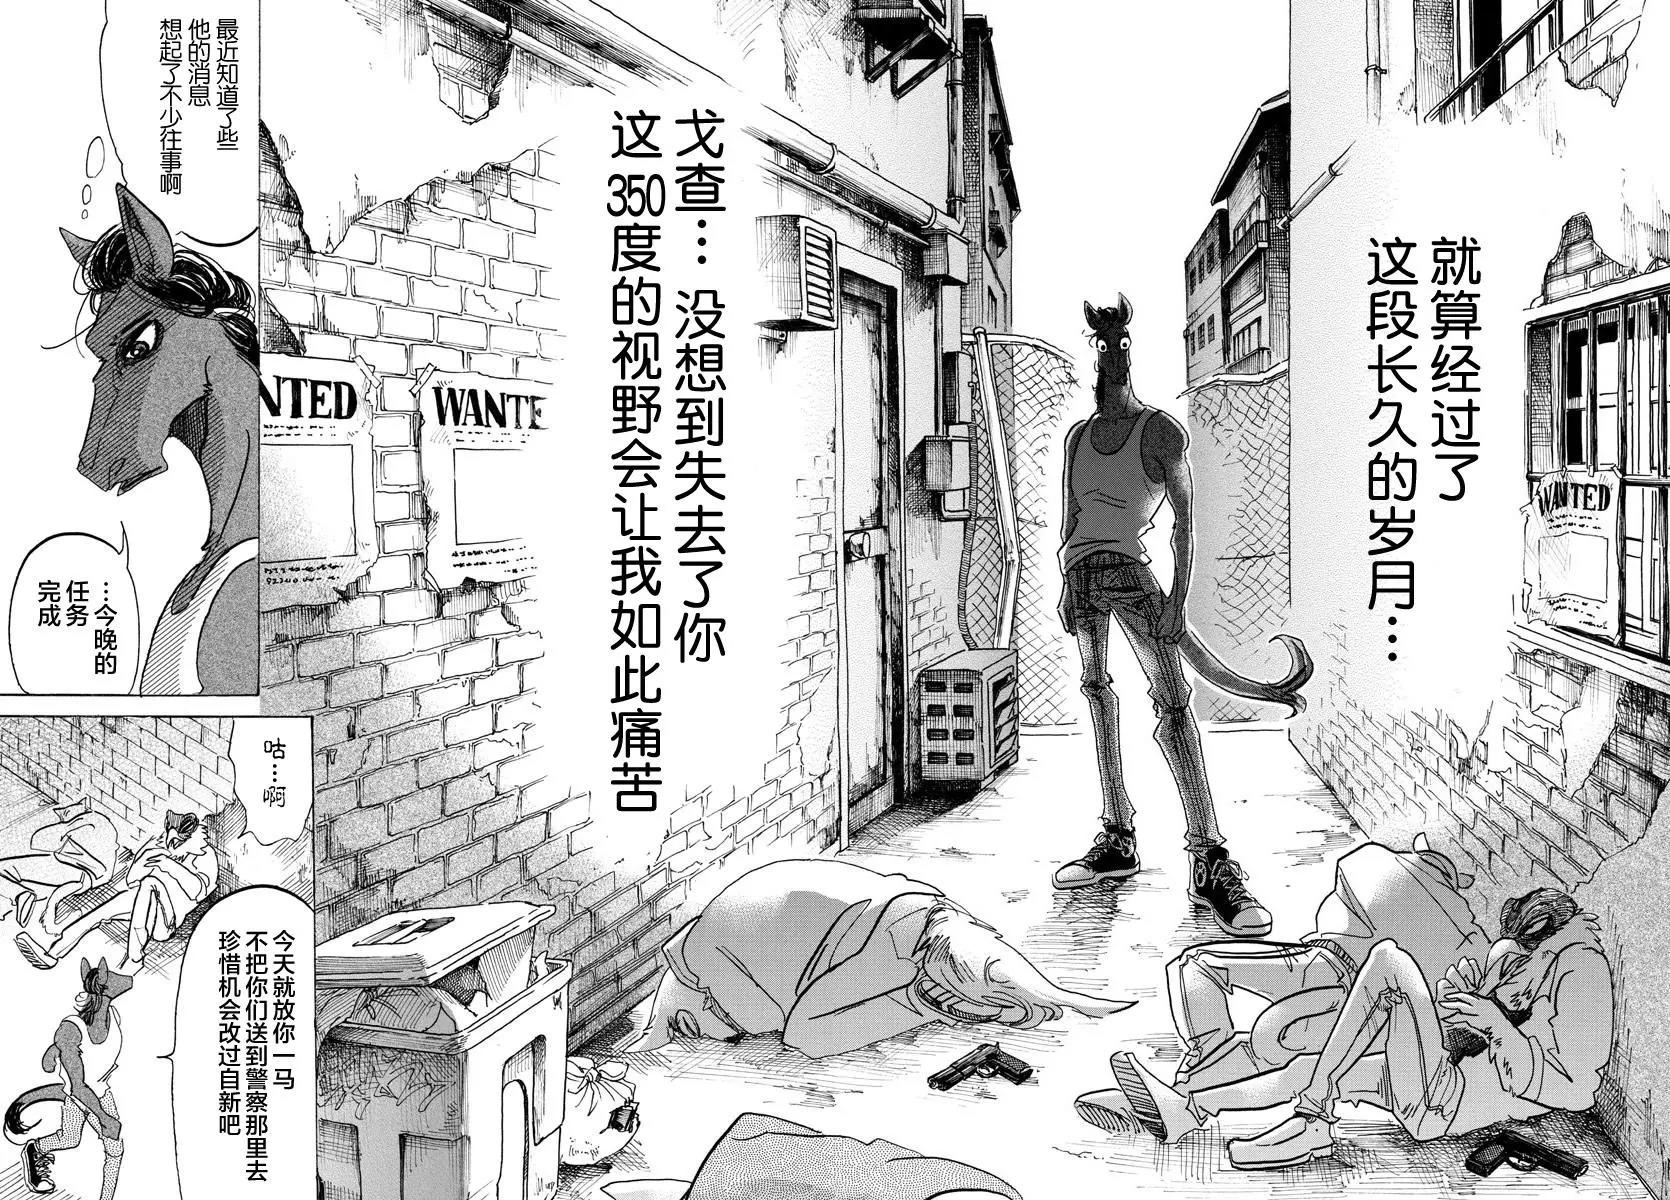 就算经过了
这段长久的岁月…
戈查… 没想到失去了你
这350度的视野会让我如此痛苦
WANTED
WANTE
NTED
最近知道了些
他的消息
想起了不少往事啊
…今晚的
任务
完成
咕…啊
今天就放你一马
不把你们送到警察那里去
珍惜机会改过自新吧